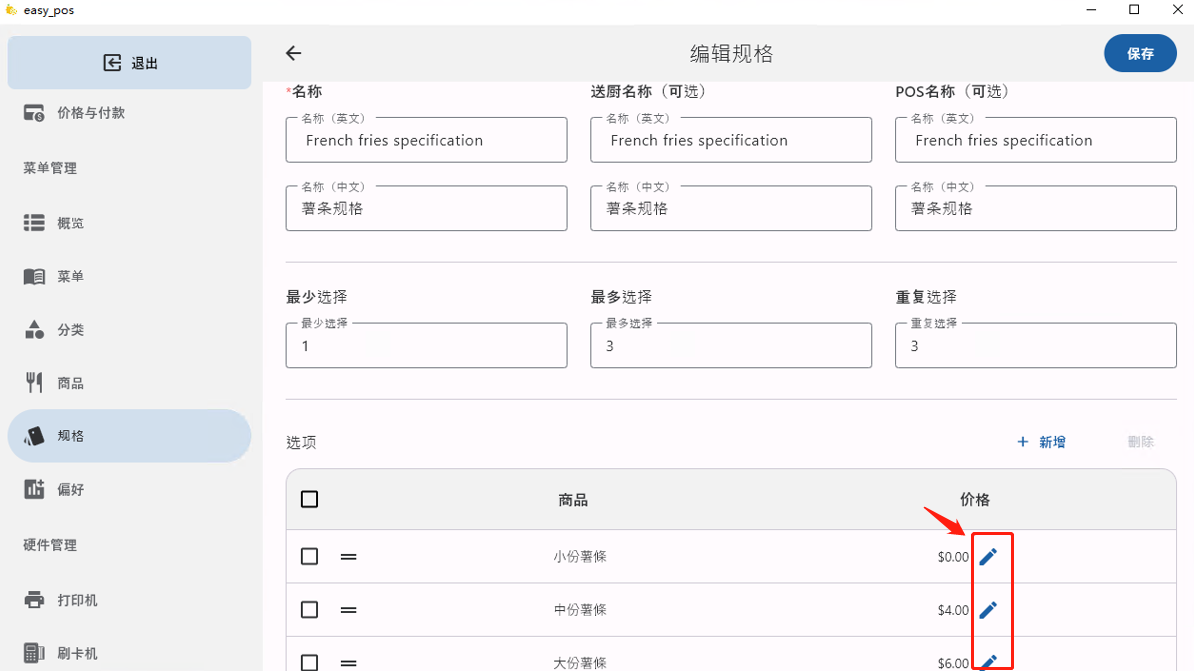 easy_pos
退出
编辑规格
保存
价格与付款
菜单管理
概览
菜单
分类
商品
规格
偏好
硬件管理
打印机
刷卡机
*名称
送厨名称（可选）
POS名称（可选）
名称（英文）
名称（英文）
名称（英文）
French fries specification
French fries specification
French fries specification
名称（中文）
名称（中文）
名称（中文）
薯条规格
薯条规格
薯条规格
最少选择
最多选择
重复选择
最少选择
最多选择
重复选择
1
3
3
选项
+ 新增
删除
商品
价格
小份薯條
$0.00
中份薯條
$4.00
大份薯條
$6.00